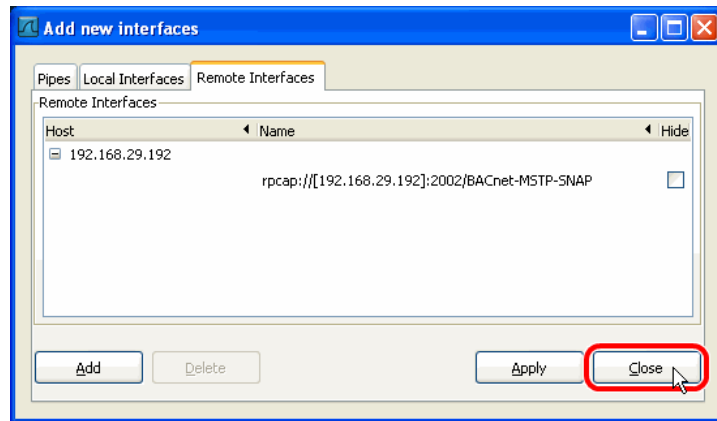 Add new interfaces
Pipes Local Interfaces Remote Interfaces
Remote Interfaces
Host Name Hide
192.168.29.192
rpcap://[192.168.29.192]:2002/BACnet-MSTP-SNAP
Add Delete Apply Close